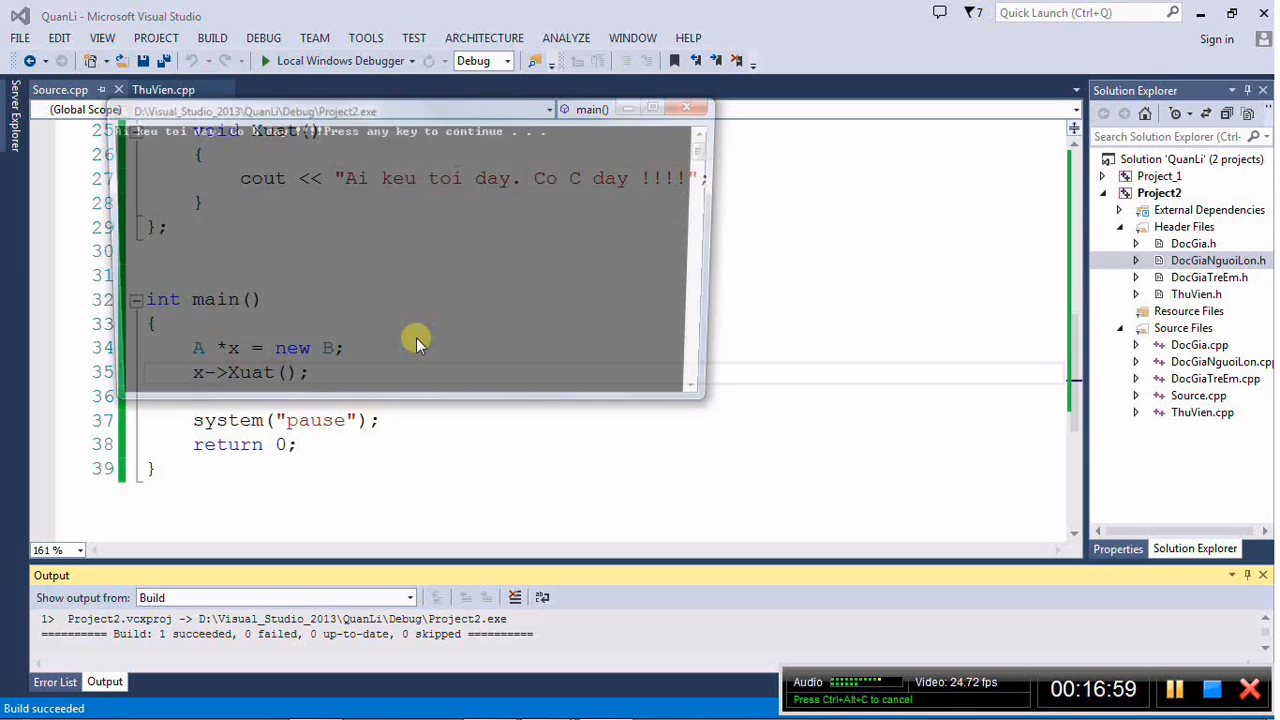 QuanLi - Microsoft Visual Studio
7
Quick Launch (Ctrl+Q)
FILE EDIT VIEW PROJECT BUILD DEBUG TEAM TOOLS TEST ARCHITECTURE ANALYZE WINDOW HELP
Sign in
Local Windows Debugger
Debug
Server Explorer
Source.cpp
ThuVien.cpp
(Global Scope)
D:\Visual_Studio_2013\QuanLi\Debug\Project2.exe
main()
Press any key to continue . . .
25 void Xuat()
26 {
27 cout << "Ai keu toi day. Co C day !!!!";
28 }
29 };
30
31
32 int main()
33 {
34 A *x = new B;
35 x->Xuat();
36
37 system("pause");
38 return 0;
39 }
161 %
Solution Explorer
Search Solution Explorer (Ctrl-
Solution 'QuanLi' (2 projects)
Project_1
Project2
External Dependencies
Header Files
DocGia.h
DocGiaNguoiLon.h
DocGiaTreEm.h
ThuVien.h
Resource Files
Source Files
DocGia.cpp
DocGiaNguoiLon.cpp
DocGiaTreEm.cpp
Source.cpp
ThuVien.cpp
Properties Solution Explorer
Output
Show output from: Build
1> Project2.vcxproj -> D:\Visual_Studio_2013\QuanLi\Debug\Project2.exe
========== Build: 1 succeeded, 0 failed, 0 up-to-date, 0 skipped ==========
Error List Output
Build succeeded
Audio
Video: 24.72 fps
Press Ctrl+Alt+C to cancel
00:16:59